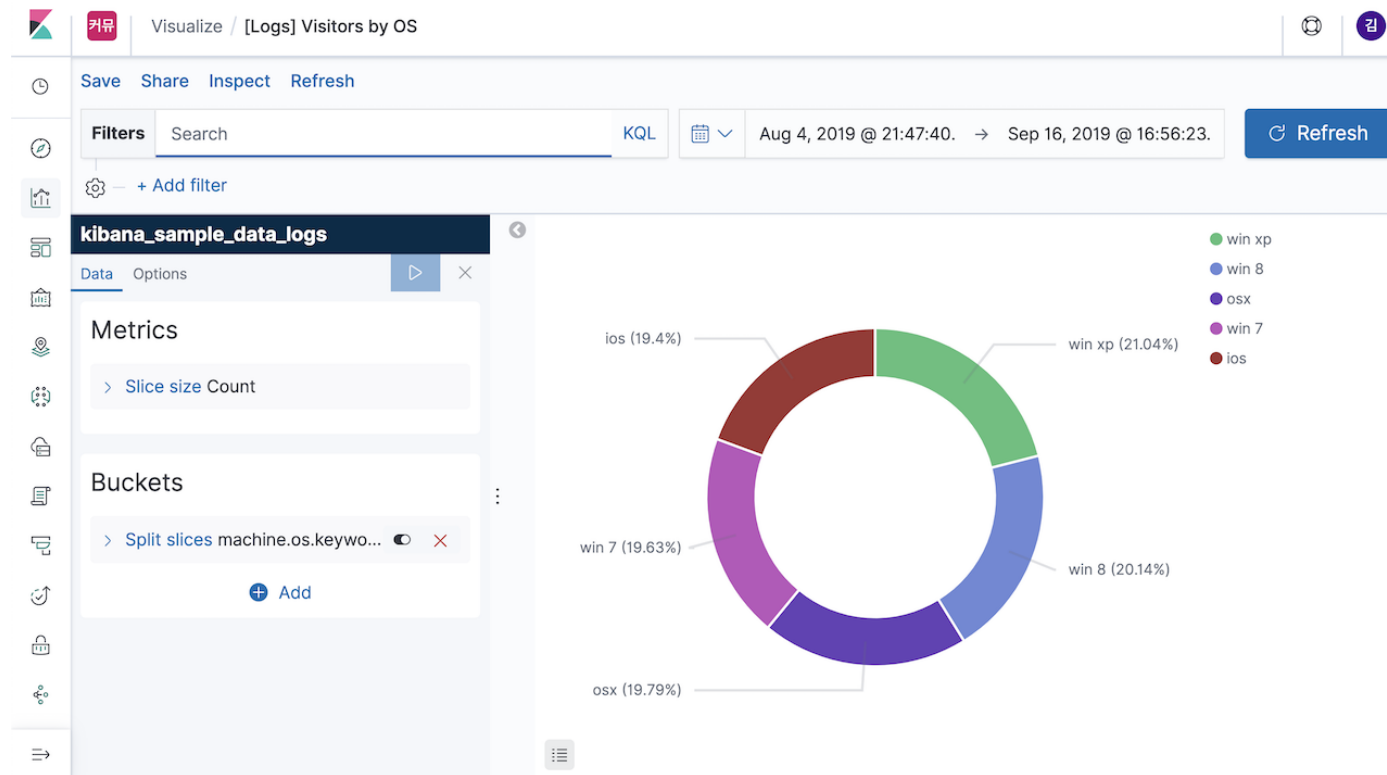 커뮤 Visualize / [Logs] Visitors by OS 김
Save Share Inspect Refresh
Filters Search KQL Aug 4, 2019 @ 21:47:40. → Sep 16, 2019 @ 16:56:23. Refresh
+ Add filter
kibana_sample_data_logs
Data Options
Metrics
Slice size Count
Buckets
Split slices machine.os.keywo...
Add
ios (19.4%)
win xp (21.04%)
win 7 (19.63%)
win 8 (20.14%)
osx (19.79%)
win xp
win 8
osx
win 7
ios